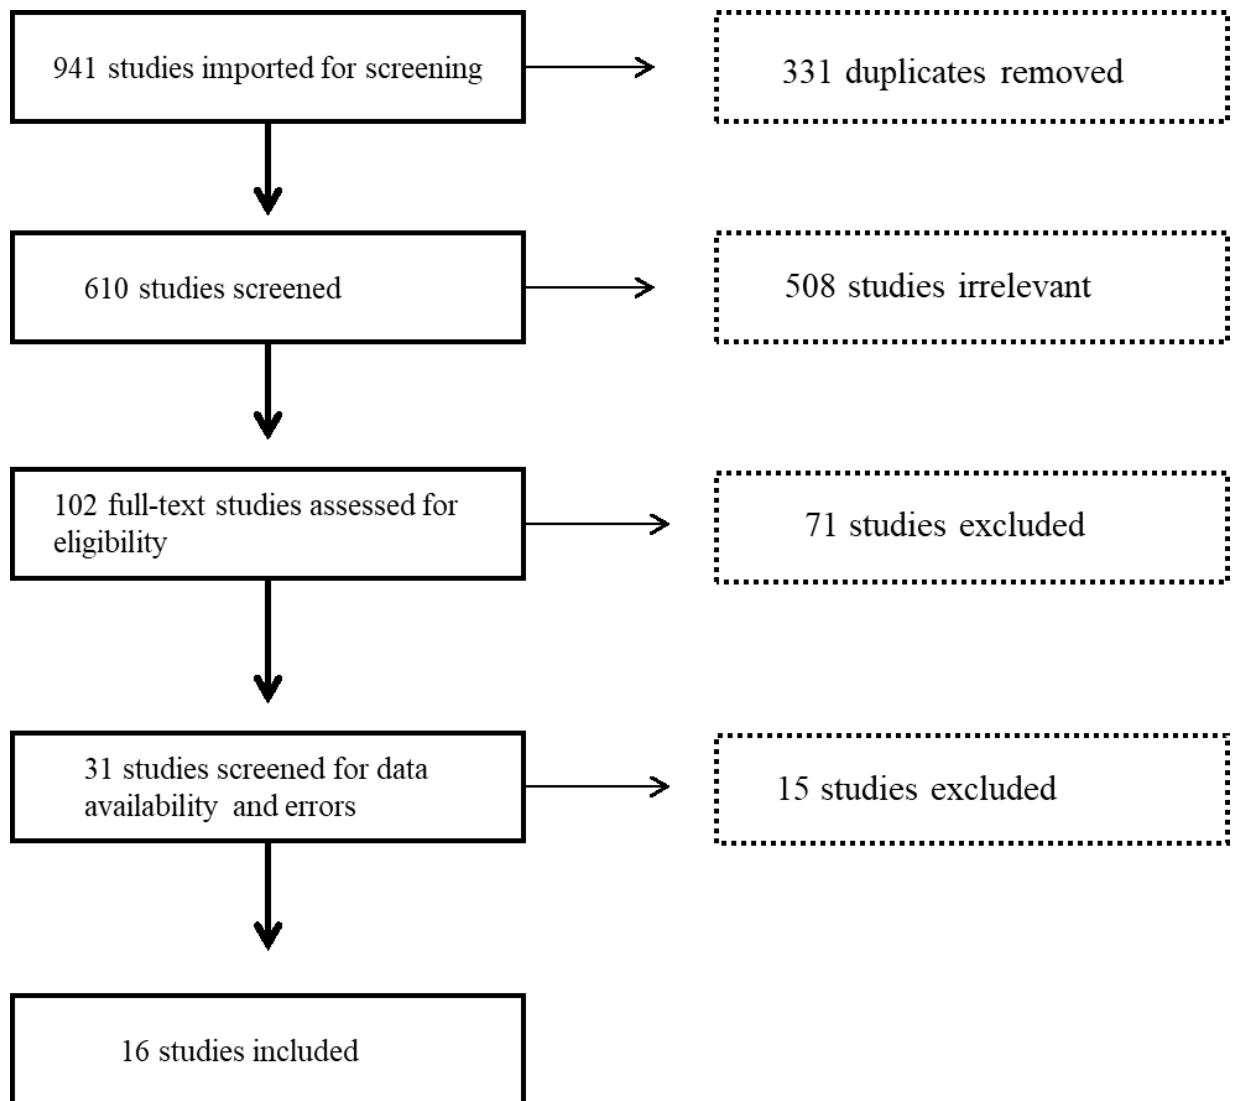 941 studies imported for screening
331 duplicates removed
610 studies screened
508 studies irrelevant
102 full-text studies assessed for
eligibility
71 studies excluded
31 studies screened for data
availability and errors
15 studies excluded
16 studies included